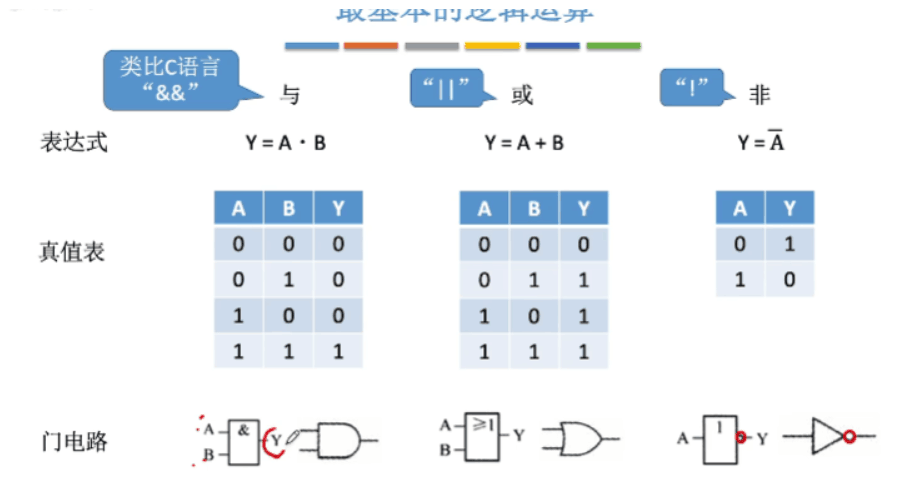 最基本的逻辑运算
类比C语言
“&&”
与
“||”
或
“!”
非
表达式
Y = A · B
Y = A + B
Y = A̅
真值表
A B Y
0 0 0
0 1 0
1 0 0
1 1 1
A B Y
0 0 0
0 1 1
1 0 1
1 1 1
A Y
0 1
1 0
门电路
A & Y
B
A ≥1 Y
B
A 1 Y